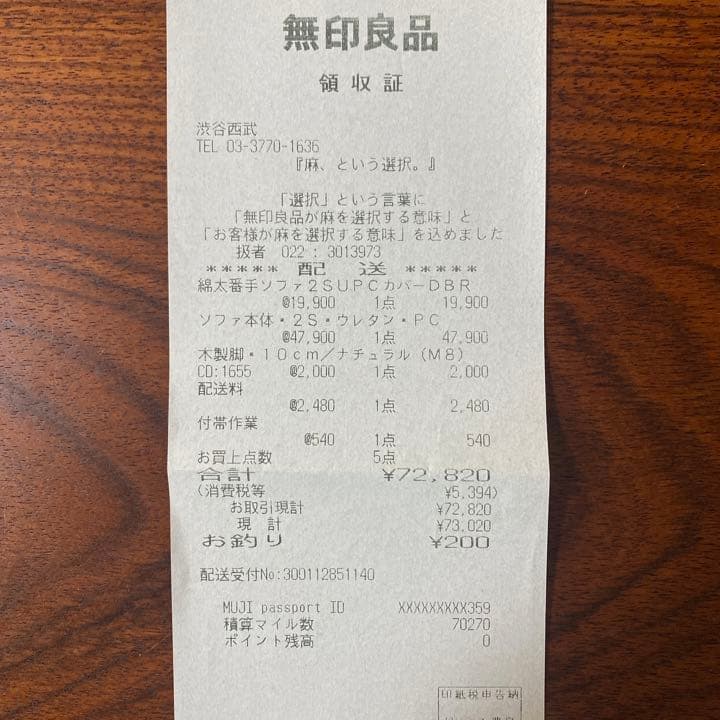 無印良品
領収証
渋谷西武
TEL 03-3770-1636
『麻、という選択。』
「選択」という言葉に
「無印良品が麻を選択する意味」と
「お客様が麻を選択する意味」を込めました
扱者 022 : 3013973
***** 配 送 *****
綿太番手ソファ2SUPCカバーDBR
@19,900 1点 19,900
ソファ本体・2S・ウレタン・PC
@47,900 1点 47,900
木製脚・10cm/ナチュラル(M8)
CD:1655 @2,000 1点 2,000
配送料
@2,480 1点 2,480
付帯作業
@540 1点 540
お買上点数 5点
合計 ¥72,820
(消費税等 ¥5,394)
お取引現計 ¥72,820
現 計 ¥73,020
お釣り ¥200
配送受付No:300112851140
MUJI passport ID XXXXXXXXX359
積算マイル数 70270
ポイント残高 0
印紙税申告納